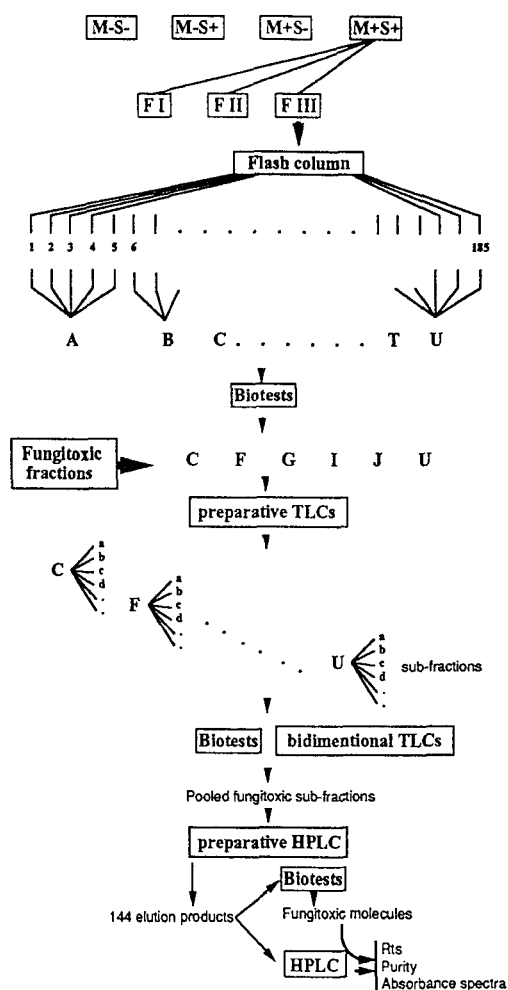 M-S- M-S+ M+S- M+S+
F I F II F III
Flash column
1 2 3 4 5 6 . . . . . . . . . 185
A B C . . . . . . T U
Biotests
Fungitoxic
fractions
C F G I J U
preparative TLCs
C
a
b
c
d
.
.
F
a
b
c
d
.
.
. . . . . . .
U
a
b
c
d
.
.
sub-fractions
Biotests bidimentional TLCs
Pooled fungitoxic sub-fractions
preparative HPLC
Biotests
144 elution products
Fungitoxic molecules
HPLC
Rts
Purity
Absorbance spectra